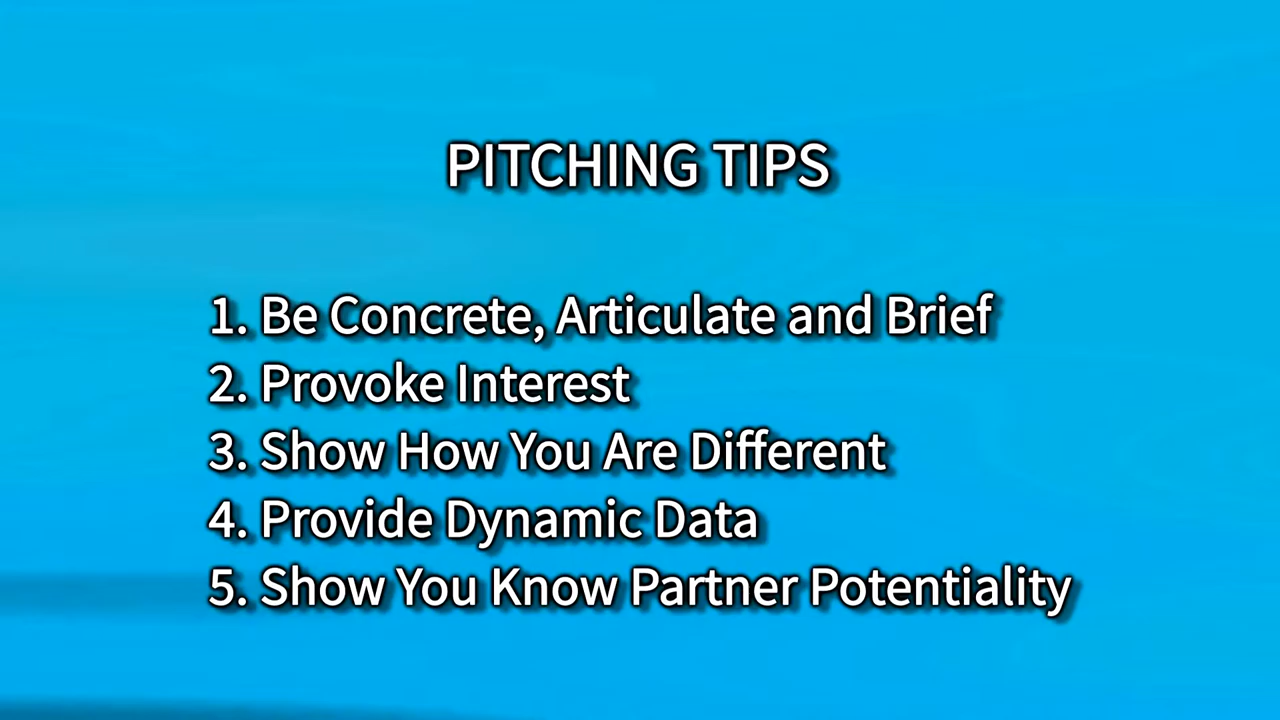 PITCHING TIPS
1. Be Concrete, Articulate and Brief
2. Provoke Interest
3. Show How You Are Different
4. Provide Dynamic Data
5. Show You Know Partner Potentiality